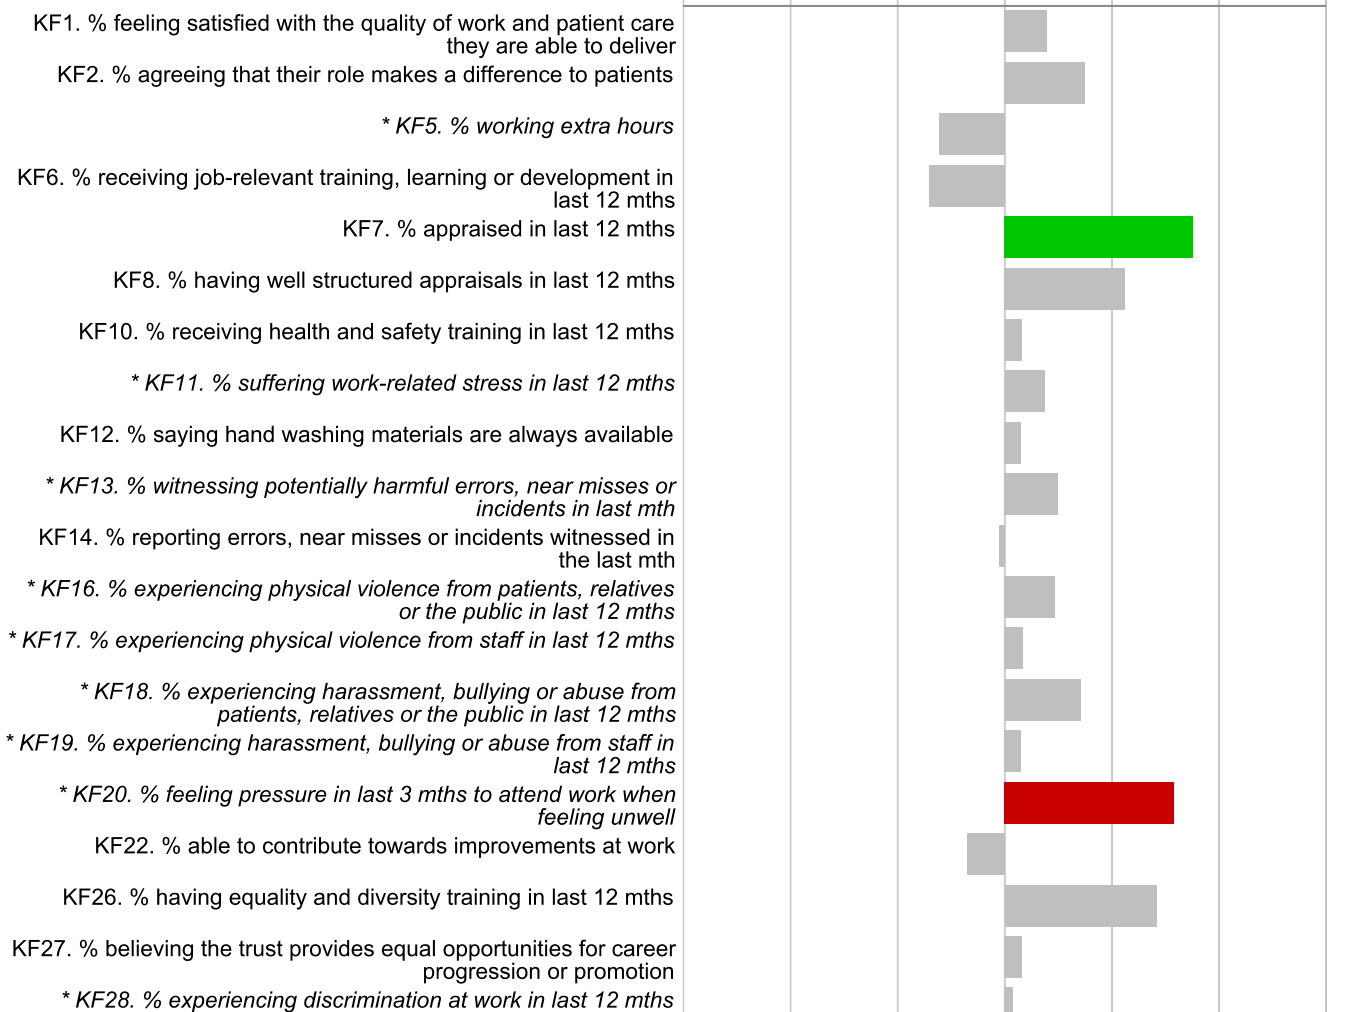 KF1. % feeling satisfied with the quality of work and patient care
they are able to deliver
KF2. % agreeing that their role makes a difference to patients
* KF5. % working extra hours
KF6. % receiving job-relevant training, learning or development in
last 12 mths
KF7. % appraised in last 12 mths
KF8. % having well structured appraisals in last 12 mths
KF10. % receiving health and safety training in last 12 mths
* KF11. % suffering work-related stress in last 12 mths
KF12. % saying hand washing materials are always available
* KF13. % witnessing potentially harmful errors, near misses or
incidents in last mth
KF14. % reporting errors, near misses or incidents witnessed in
the last mth
* KF16. % experiencing physical violence from patients, relatives
or the public in last 12 mths
* KF17. % experiencing physical violence from staff in last 12 mths
* KF18. % experiencing harassment, bullying or abuse from
patients, relatives or the public in last 12 mths
* KF19. % experiencing harassment, bullying or abuse from staff in
last 12 mths
* KF20. % feeling pressure in last 3 mths to attend work when
feeling unwell
KF22. % able to contribute towards improvements at work
KF26. % having equality and diversity training in last 12 mths
KF27. % believing the trust provides equal opportunities for career
progression or promotion
* KF28. % experiencing discrimination at work in last 12 mths